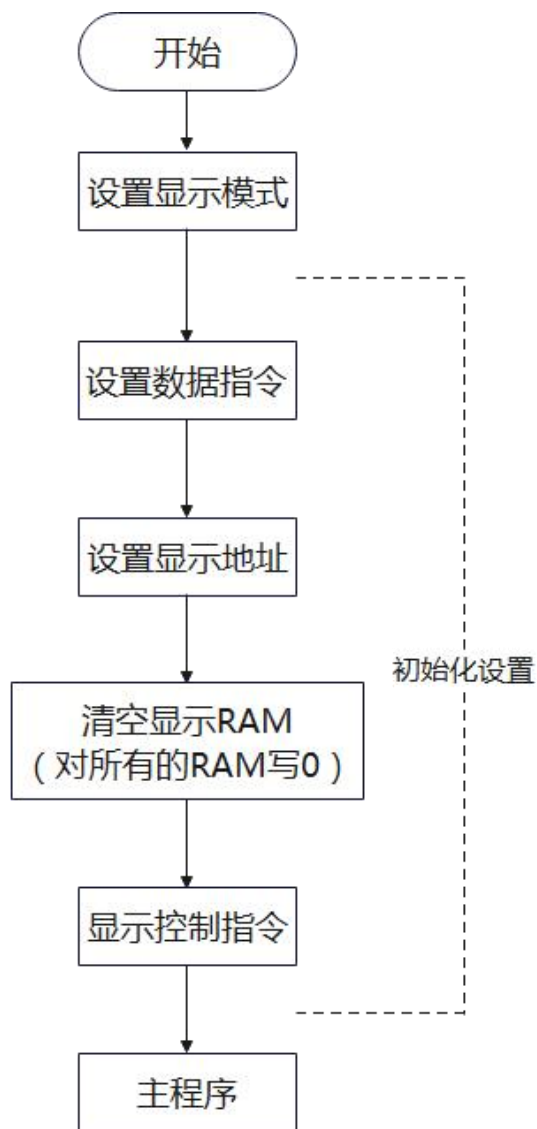 开始
设置显示模式
设置数据指令
设置显示地址
初始化设置
清空显示RAM
（对所有的RAM写0）
显示控制指令
主程序